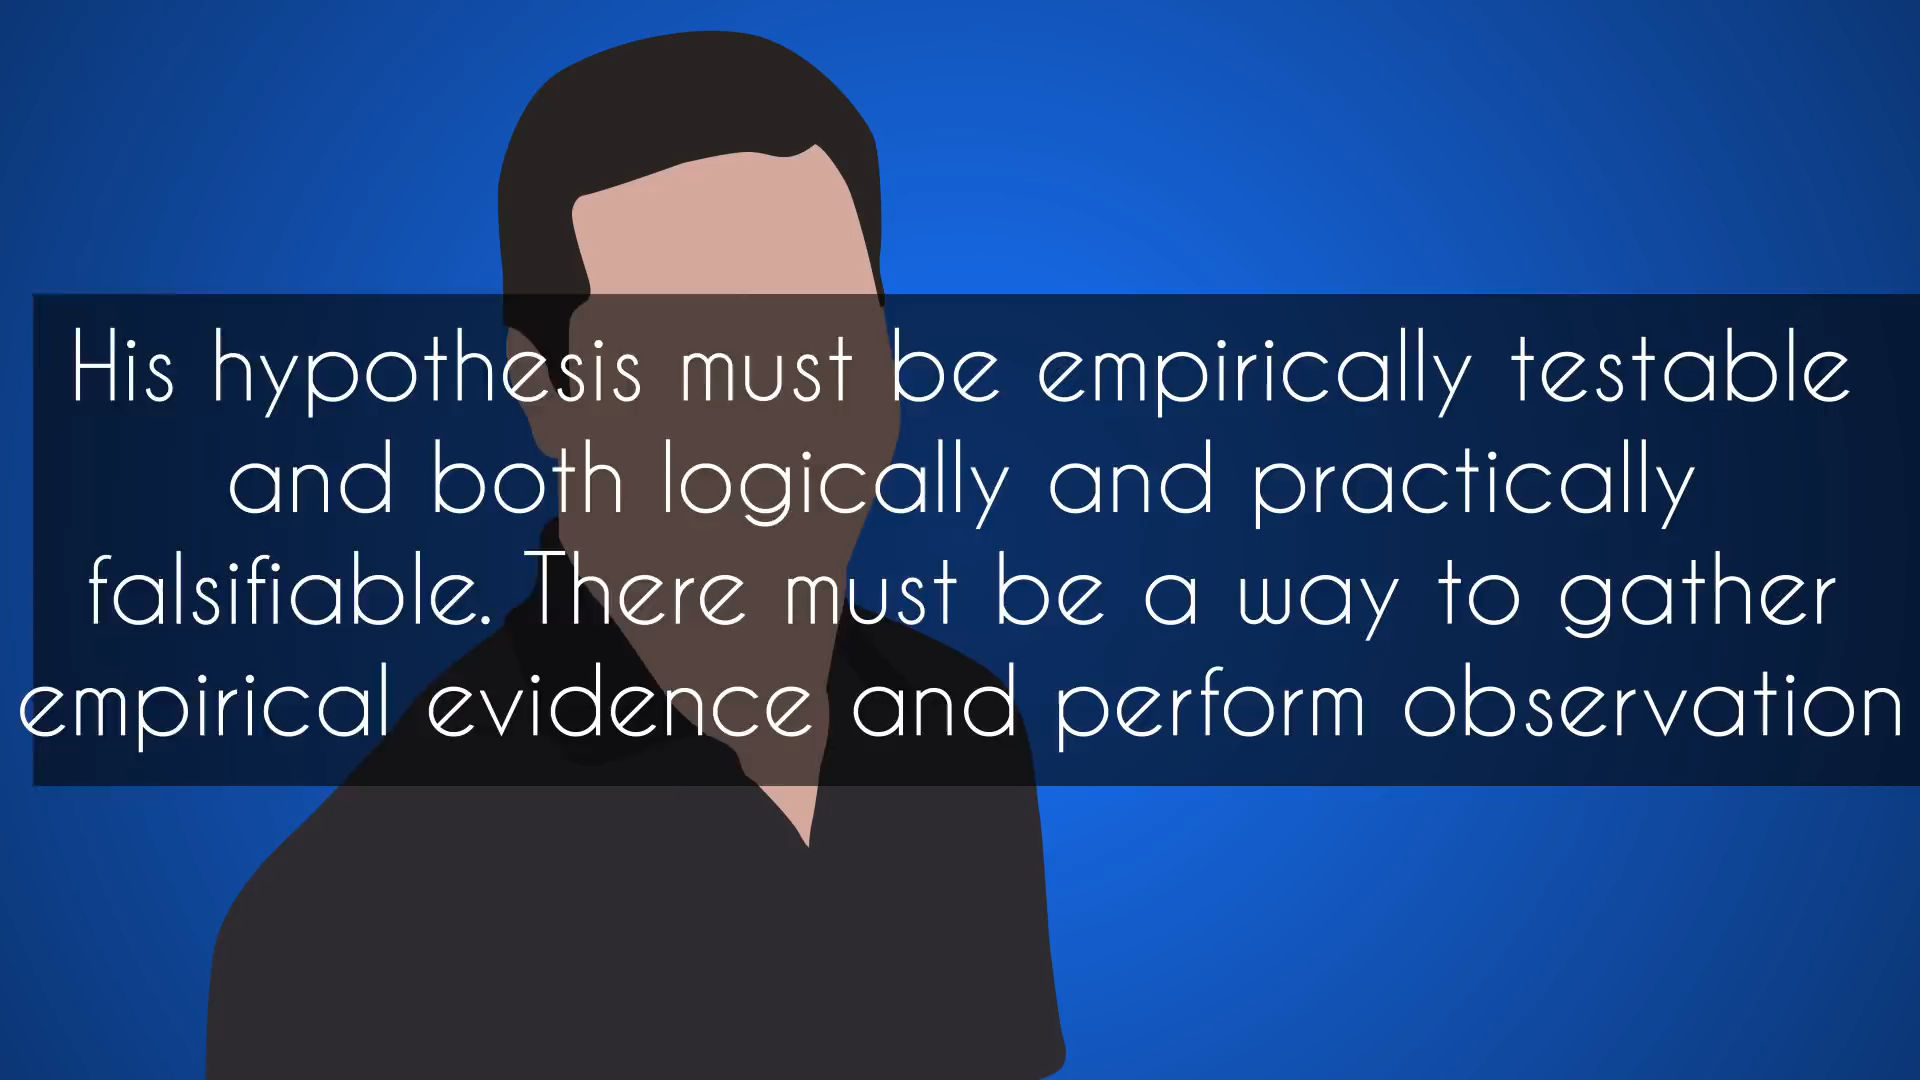 His hypothesis must be empirically testable
and both logically and practically
falsifiable. There must be a way to gather
empirical evidence and perform observation